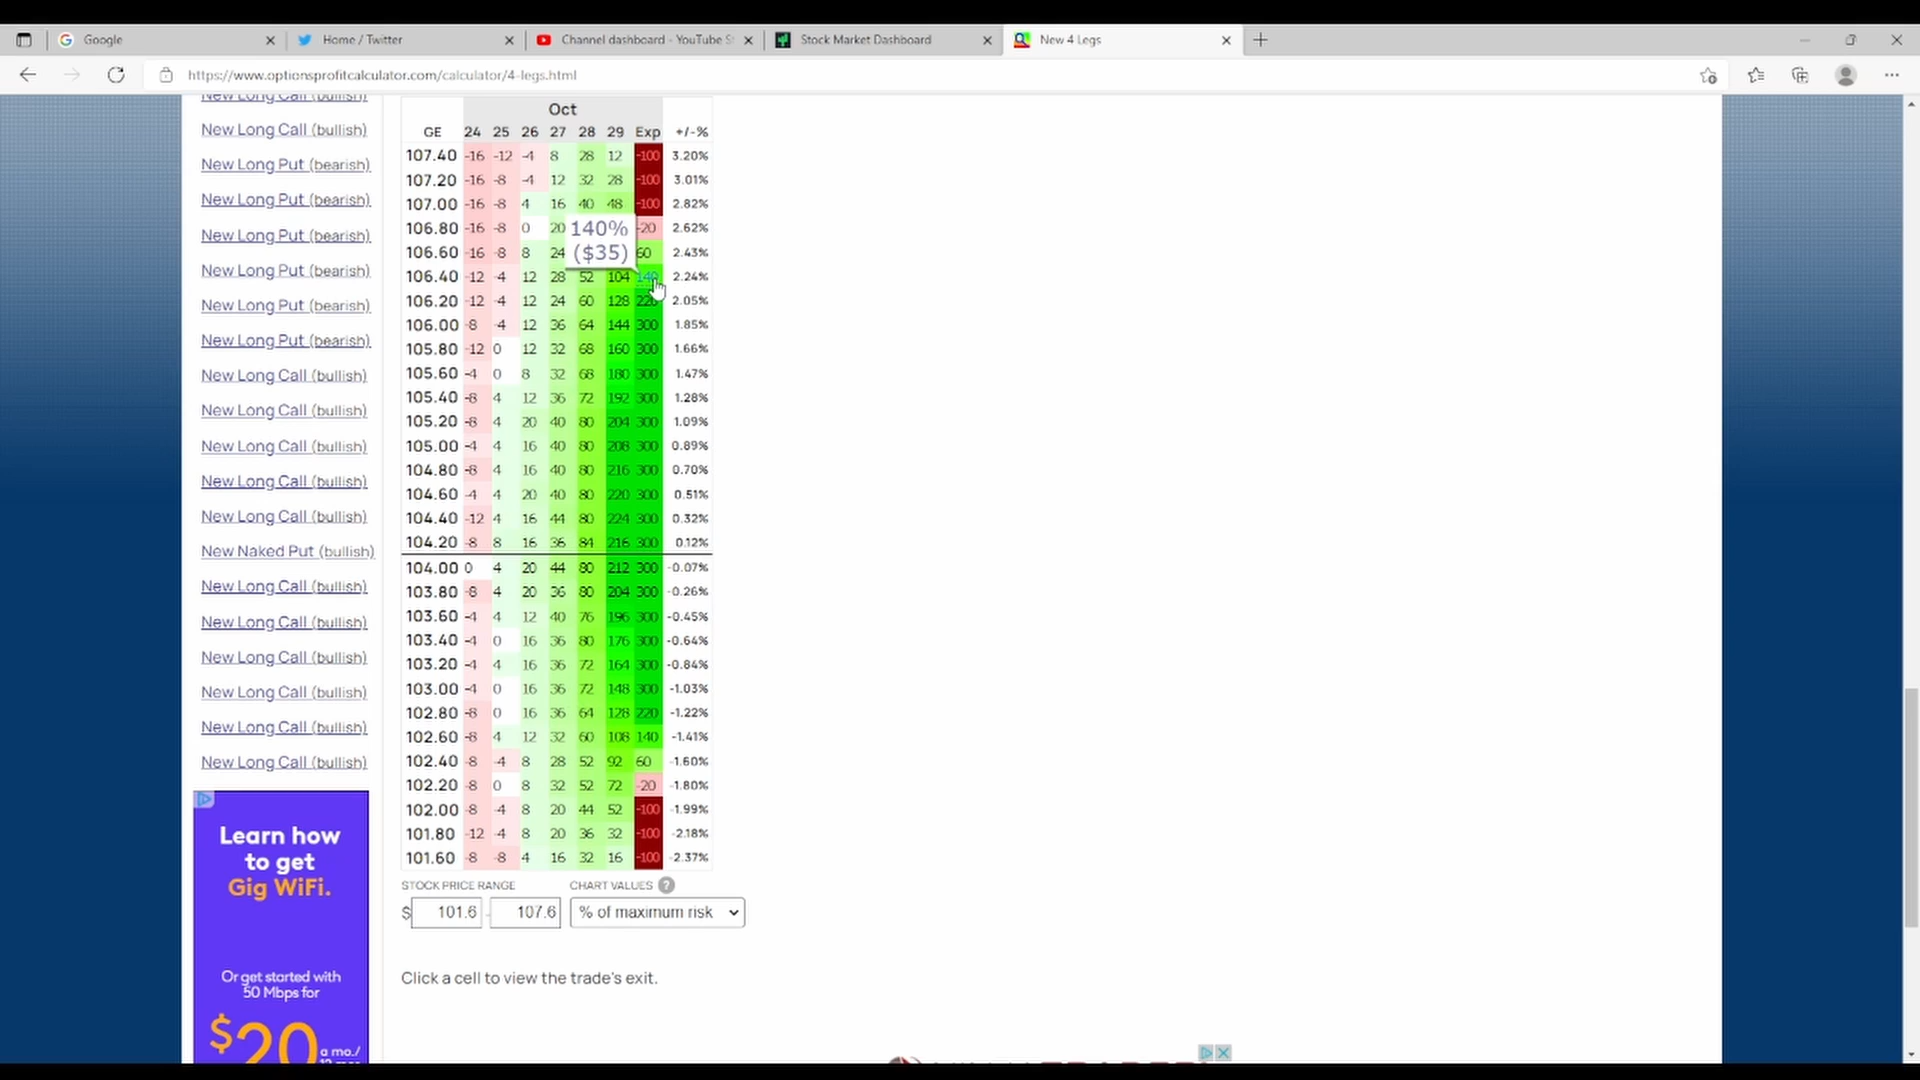 Google
Home / Twitter
Channel dashboard - YouTube S
Stock Market Dashboard
New 4 Legs
https://www.optionsprofitcalculator.com/calculator/4-legs.html
New Long Call (bullish)
New Long Call (bullish)
New Long Put (bearish)
New Long Put (bearish)
New Long Put (bearish)
New Long Put (bearish)
New Long Put (bearish)
New Long Put (bearish)
New Long Call (bullish)
New Long Call (bullish)
New Long Call (bullish)
New Long Call (bullish)
New Long Call (bullish)
New Naked Put (bullish)
New Long Call (bullish)
New Long Call (bullish)
New Long Call (bullish)
New Long Call (bullish)
New Long Call (bullish)
New Long Call (bullish)
Learn how
to get
Gig WiFi.
Or get started with
50 Mbps for
$20 a mo./
Oct
GE 24 25 26 27 28 29 Exp +/-%
107.40 -16 -12 -4 8 28 12 -100 3.20%
107.20 -16 -8 -4 12 32 28 -100 3.01%
107.00 -16 -8 4 16 40 48 -100 2.82%
106.80 -16 -8 0 20 -20 2.62%
140%
($35)
106.60 -16 -8 8 24 60 2.43%
106.40 -12 -4 12 28 52 104 140 2.24%
106.20 -12 -4 12 24 60 128 220 2.05%
106.00 -8 -4 12 36 64 144 300 1.85%
105.80 -12 0 12 32 68 160 300 1.66%
105.60 -4 0 8 32 68 180 300 1.47%
105.40 -8 4 12 36 72 192 300 1.28%
105.20 -8 4 20 40 80 204 300 1.09%
105.00 -4 4 16 40 80 208 300 0.89%
104.80 -8 4 16 40 80 216 300 0.70%
104.60 -4 4 20 40 80 220 300 0.51%
104.40 -12 4 16 44 80 224 300 0.32%
104.20 -8 8 16 36 84 216 300 0.12%
104.00 0 4 20 44 80 212 300 -0.07%
103.80 -8 4 20 36 80 204 300 -0.26%
103.60 -4 4 12 40 76 196 300 -0.45%
103.40 -4 0 16 36 80 176 300 -0.64%
103.20 -4 4 16 36 72 164 300 -0.84%
103.00 -4 0 16 36 72 148 300 -1.03%
102.80 -8 0 16 36 64 128 220 -1.22%
102.60 -8 4 12 32 60 108 140 -1.41%
102.40 -8 -4 8 28 52 92 60 -1.60%
102.20 -8 0 8 32 52 72 -20 -1.80%
102.00 -8 -4 8 20 44 52 -100 -1.99%
101.80 -12 -4 8 20 36 32 -100 -2.18%
101.60 -8 -8 4 16 32 16 -100 -2.37%
STOCK PRICE RANGE CHART VALUES ?
$ 101.6 - 107.6 % of maximum risk
Click a cell to view the trade's exit.